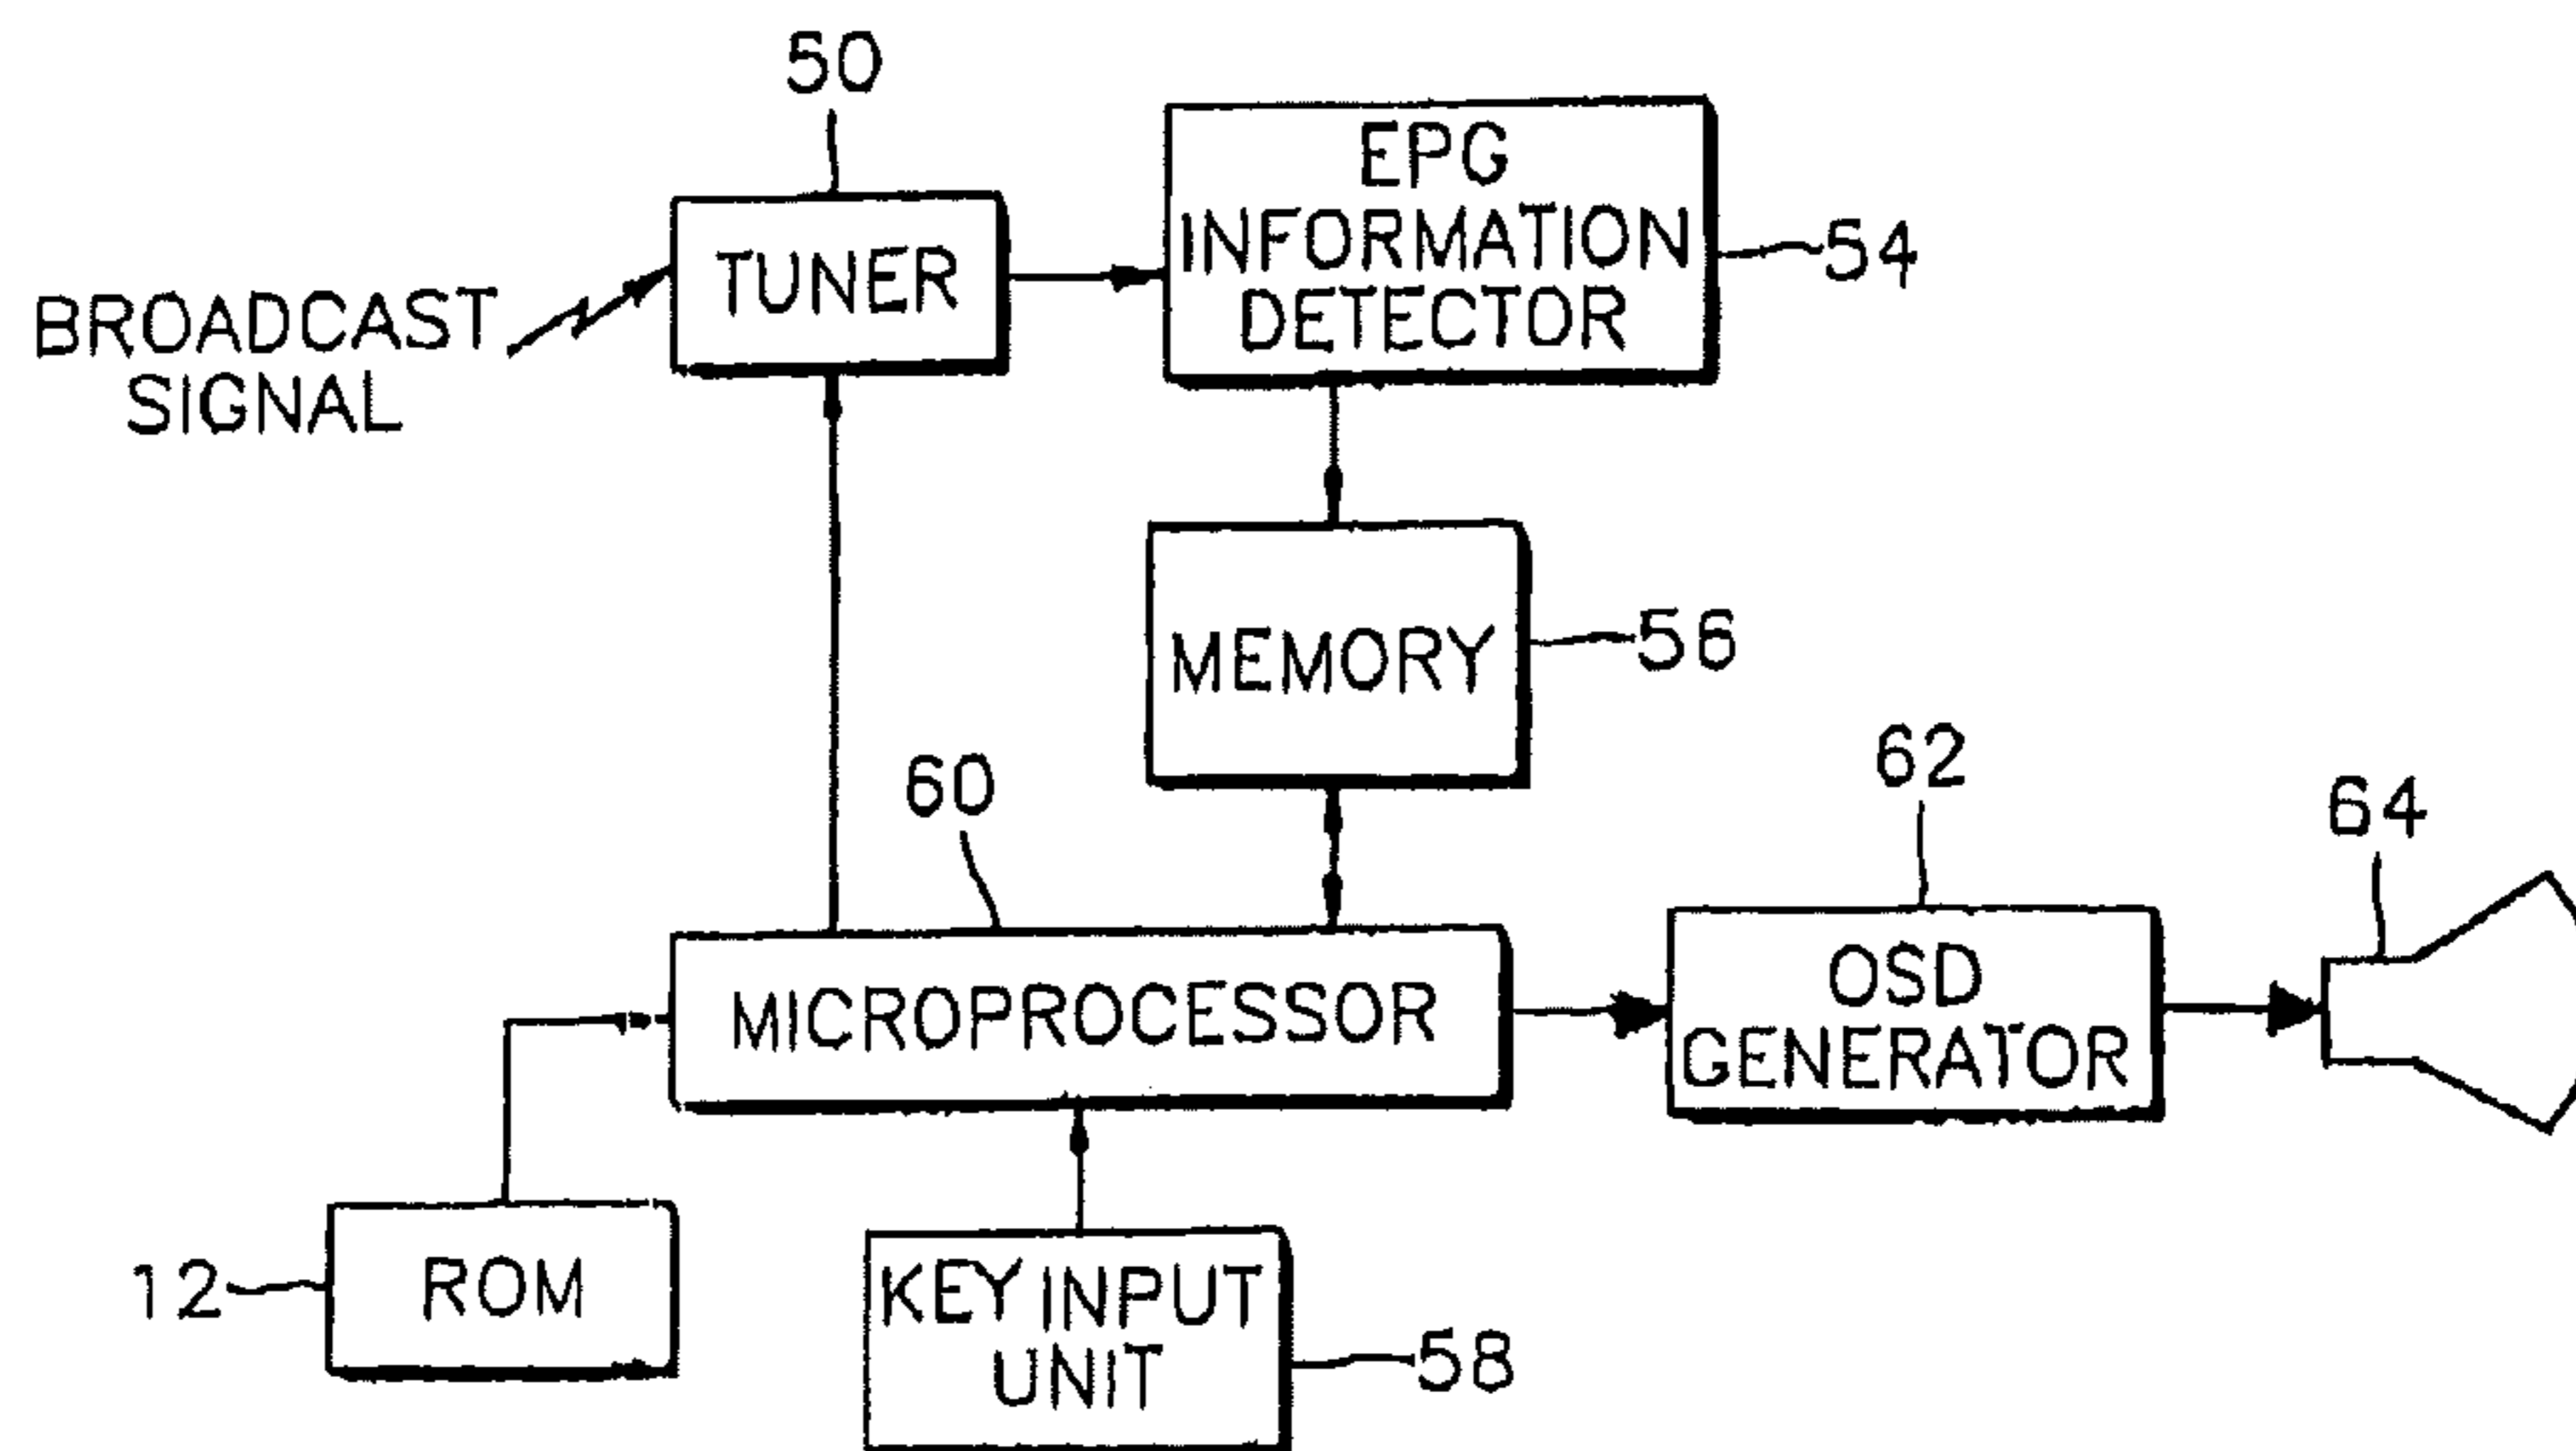 50
EPG
INFORMATION
DETECTOR
54
TUNER
BROADCAST
SIGNAL
MEMORY
56
60
62
64
MICROPROCESSOR
OSD
GENERATOR
12
ROM
KEY INPUT
UNIT
58